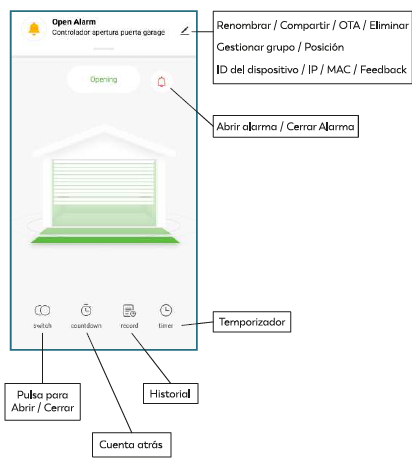 Open Alarm
Controlador apertura puerta garage
Renombrar / Compartir / OTA / Eliminar
Gestionar grupo / Posición
ID del dispositivo / IP / MAC / Feedback
Opening
Abrir alarma / Cerrar Alarma
switch
countdown
record
timer
Temporizador
Pulsa para
Abrir / Cerrar
Historial
Cuenta atrás